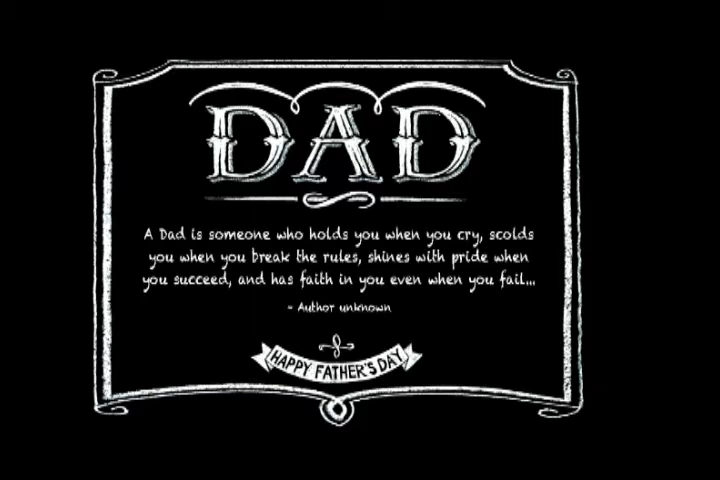 DAD
A Dad is someone who holds you when you cry, scolds
you when you break the rules, shines with pride when
you succeed, and has faith in you even when you fail...
~ Author unknown
HAPPY FATHER'S DAY